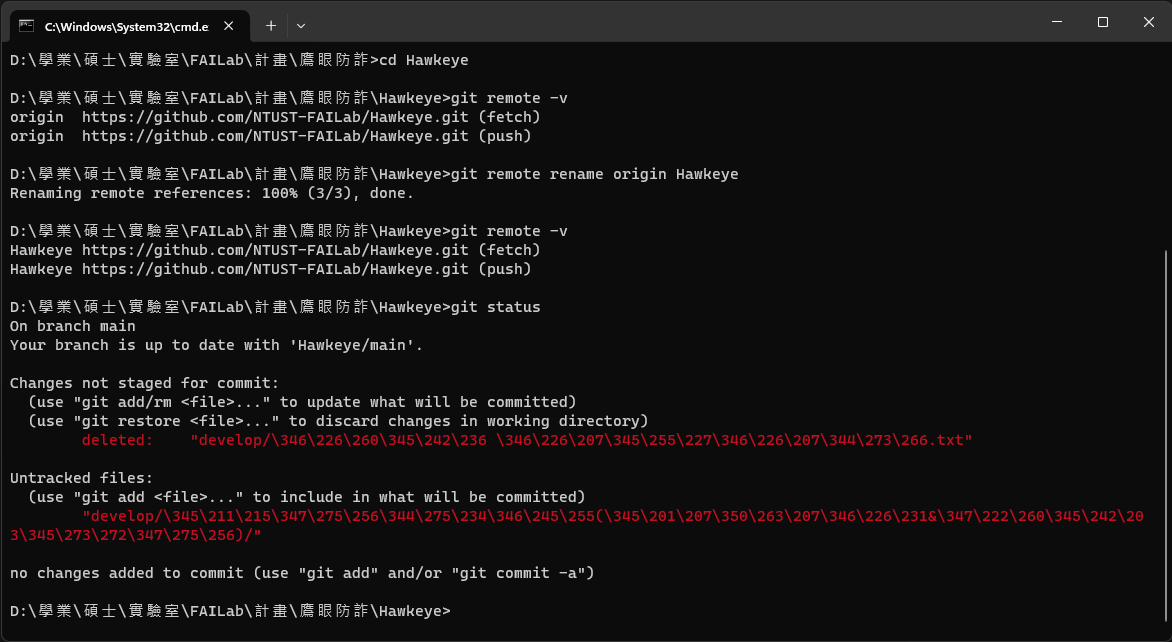 C:\Windows\System32\cmd.e
D:\學業\碩士\實驗室\FAILab\計畫\鷹眼防詐>cd Hawkeye
D:\學業\碩士\實驗室\FAILab\計畫\鷹眼防詐\Hawkeye>git remote -v
origin  https://github.com/NTUST-FAILab/Hawkeye.git (fetch)
origin  https://github.com/NTUST-FAILab/Hawkeye.git (push)
D:\學業\碩士\實驗室\FAILab\計畫\鷹眼防詐\Hawkeye>git remote rename origin Hawkeye
Renaming remote references: 100% (3/3), done.
D:\學業\碩士\實驗室\FAILab\計畫\鷹眼防詐\Hawkeye>git remote -v
Hawkeye https://github.com/NTUST-FAILab/Hawkeye.git (fetch)
Hawkeye https://github.com/NTUST-FAILab/Hawkeye.git (push)
D:\學業\碩士\實驗室\FAILab\計畫\鷹眼防詐\Hawkeye>git status
On branch main
Your branch is up to date with 'Hawkeye/main'.
Changes not staged for commit:
  (use "git add/rm <file>..." to update what will be committed)
  (use "git restore <file>..." to discard changes in working directory)
        deleted:    "develop/\346\226\260\345\242\236 \346\226\207\345\255\227\346\226\207\344\273\266.txt"
Untracked files:
  (use "git add <file>..." to include in what will be committed)
        "develop/\345\211\215\347\275\256\344\275\234\346\245\255(\345\201\207\350\263\207\346\226\231&\347\222\260\345\242\20
3\345\273\272\347\275\256)/"
no changes added to commit (use "git add" and/or "git commit -a")
D:\學業\碩士\實驗室\FAILab\計畫\鷹眼防詐\Hawkeye>